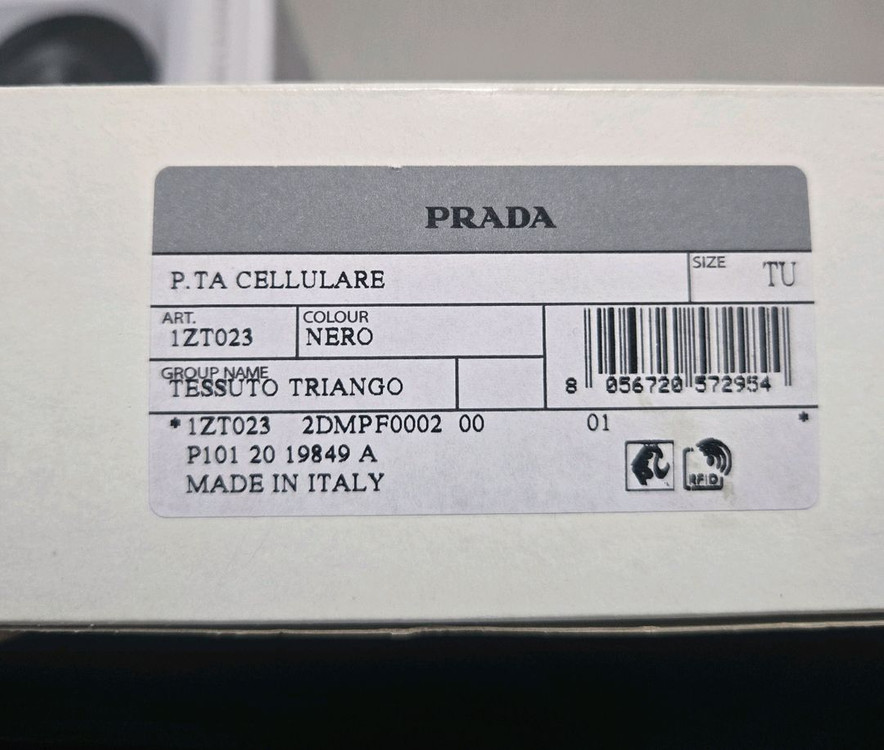 PRADA
P.TA CELLULARE
SIZE
TU
ART.
1ZT023
COLOUR
NERO
GROUP NAME
TESSUTO TRIANGO
8 056720 572954
*1ZT023 2DMPF0002 00 01 *
P101 20 19849 A
MADE IN ITALY
RFID